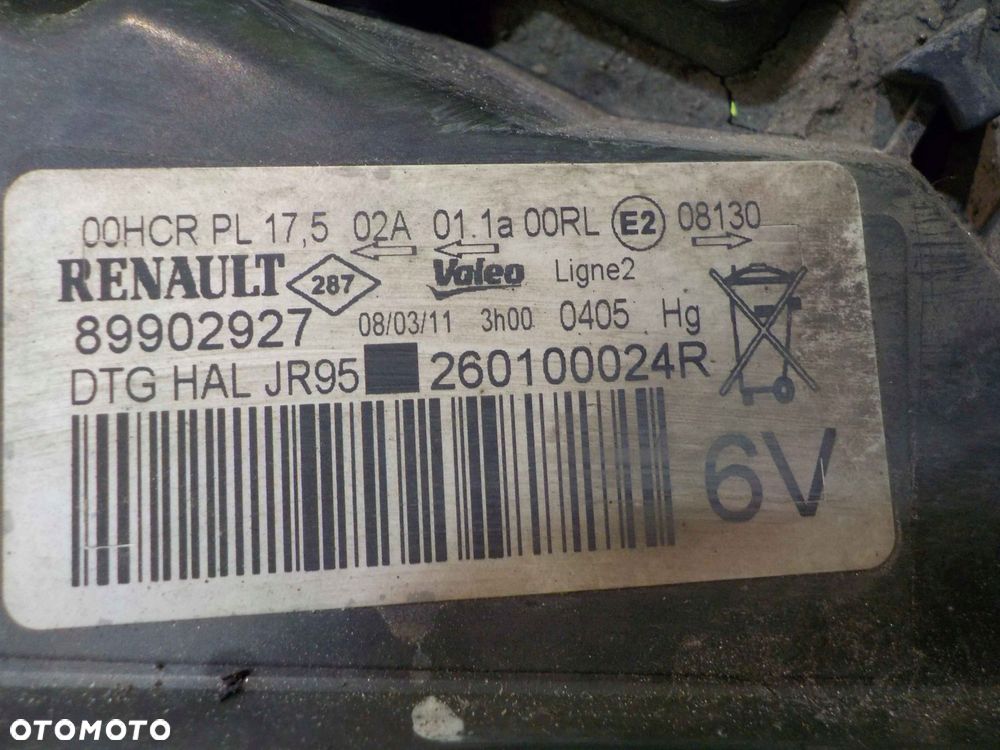 00HCR PL 17,5 02A 01.1a 00RL E2 08130
RENAULT 287 Valeo Ligne2
89902927 08/03/11 3h00 0405 Hg
DTG HAL JR95 260100024R
6V
OTOMOTO